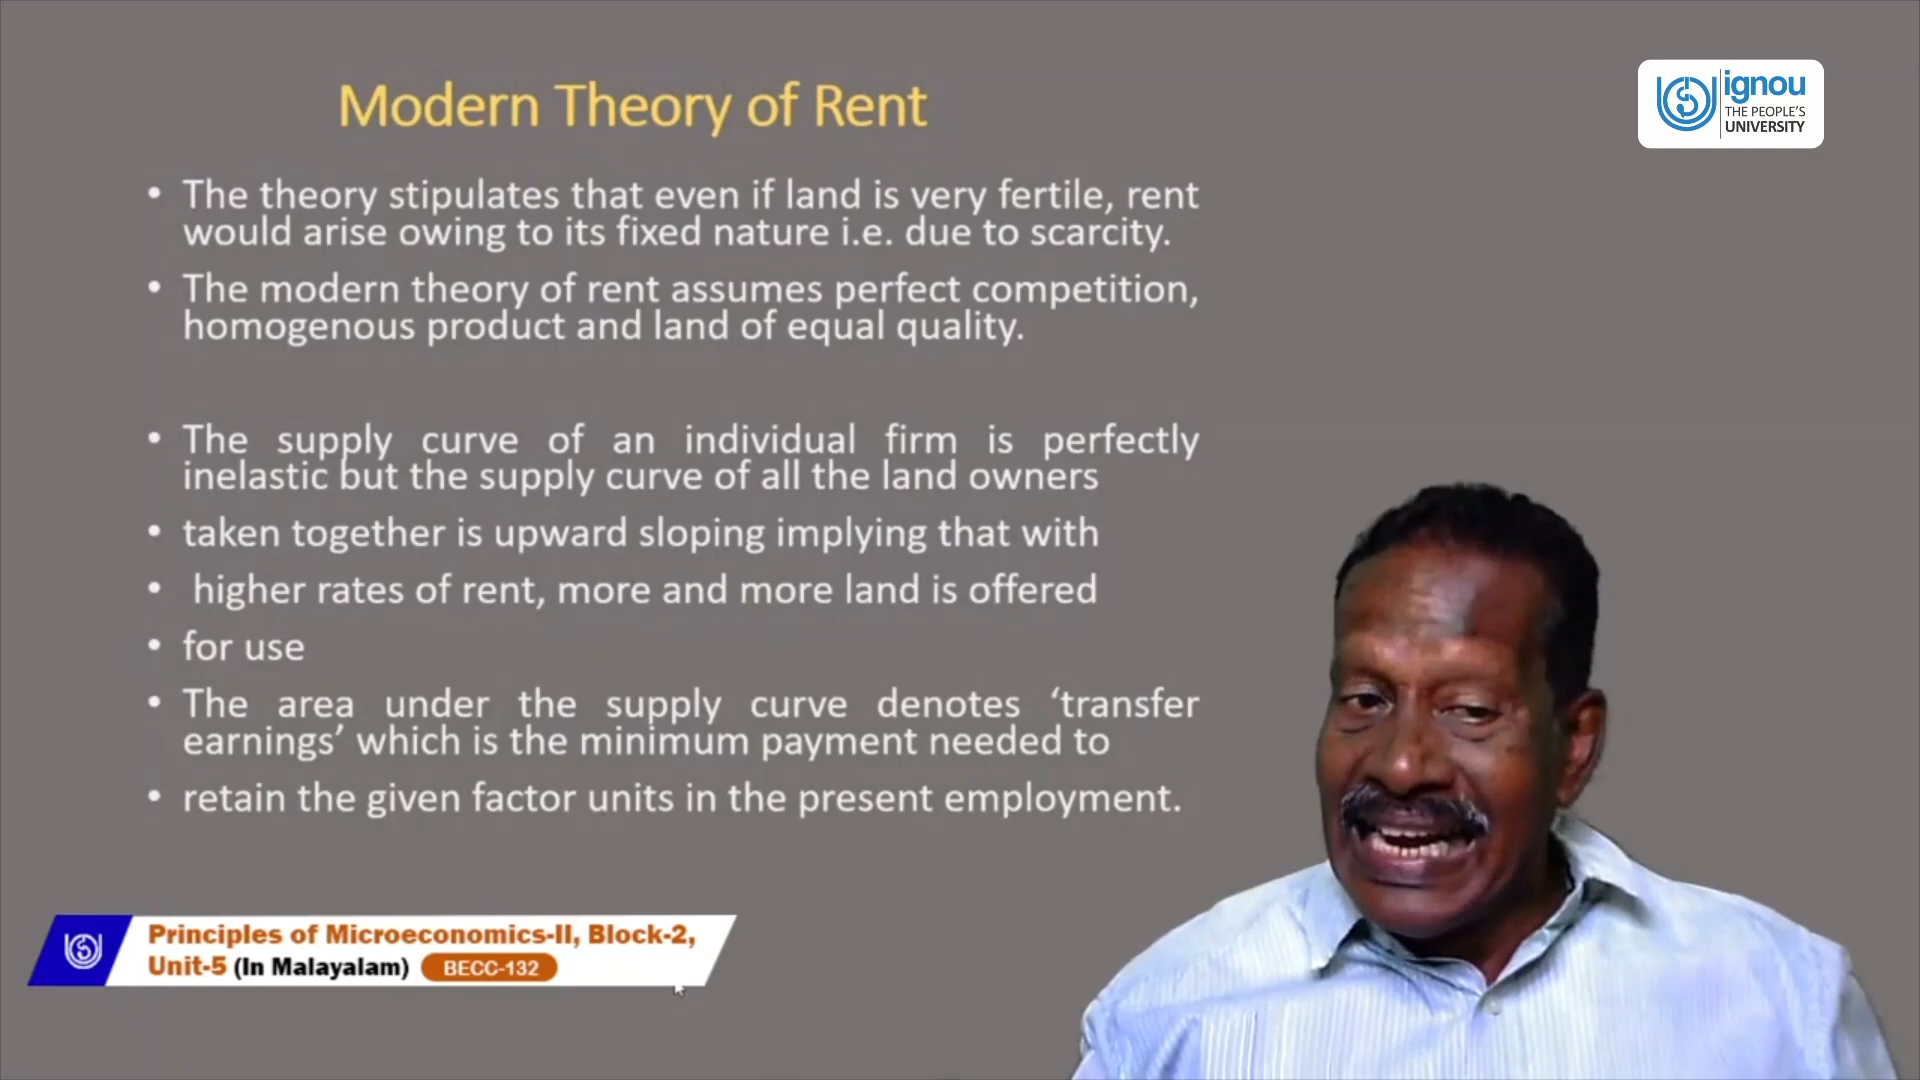 Modern Theory of Rent
ignou
THE PEOPLE'S
UNIVERSITY
• The theory stipulates that even if land is very fertile, rent
would arise owing to its fixed nature i.e. due to scarcity.
• The modern theory of rent assumes perfect competition,
homogenous product and land of equal quality.
• The supply curve of an individual firm is perfectly
inelastic but the supply curve of all the land owners
• taken together is upward sloping implying that with
• higher rates of rent, more and more land is offered
• for use
• The area under the supply curve denotes ‘transfer
earnings’ which is the minimum payment needed to
• retain the given factor units in the present employment.
Principles of Microeconomics-II, Block-2,
Unit-5 (In Malayalam) BECC-132